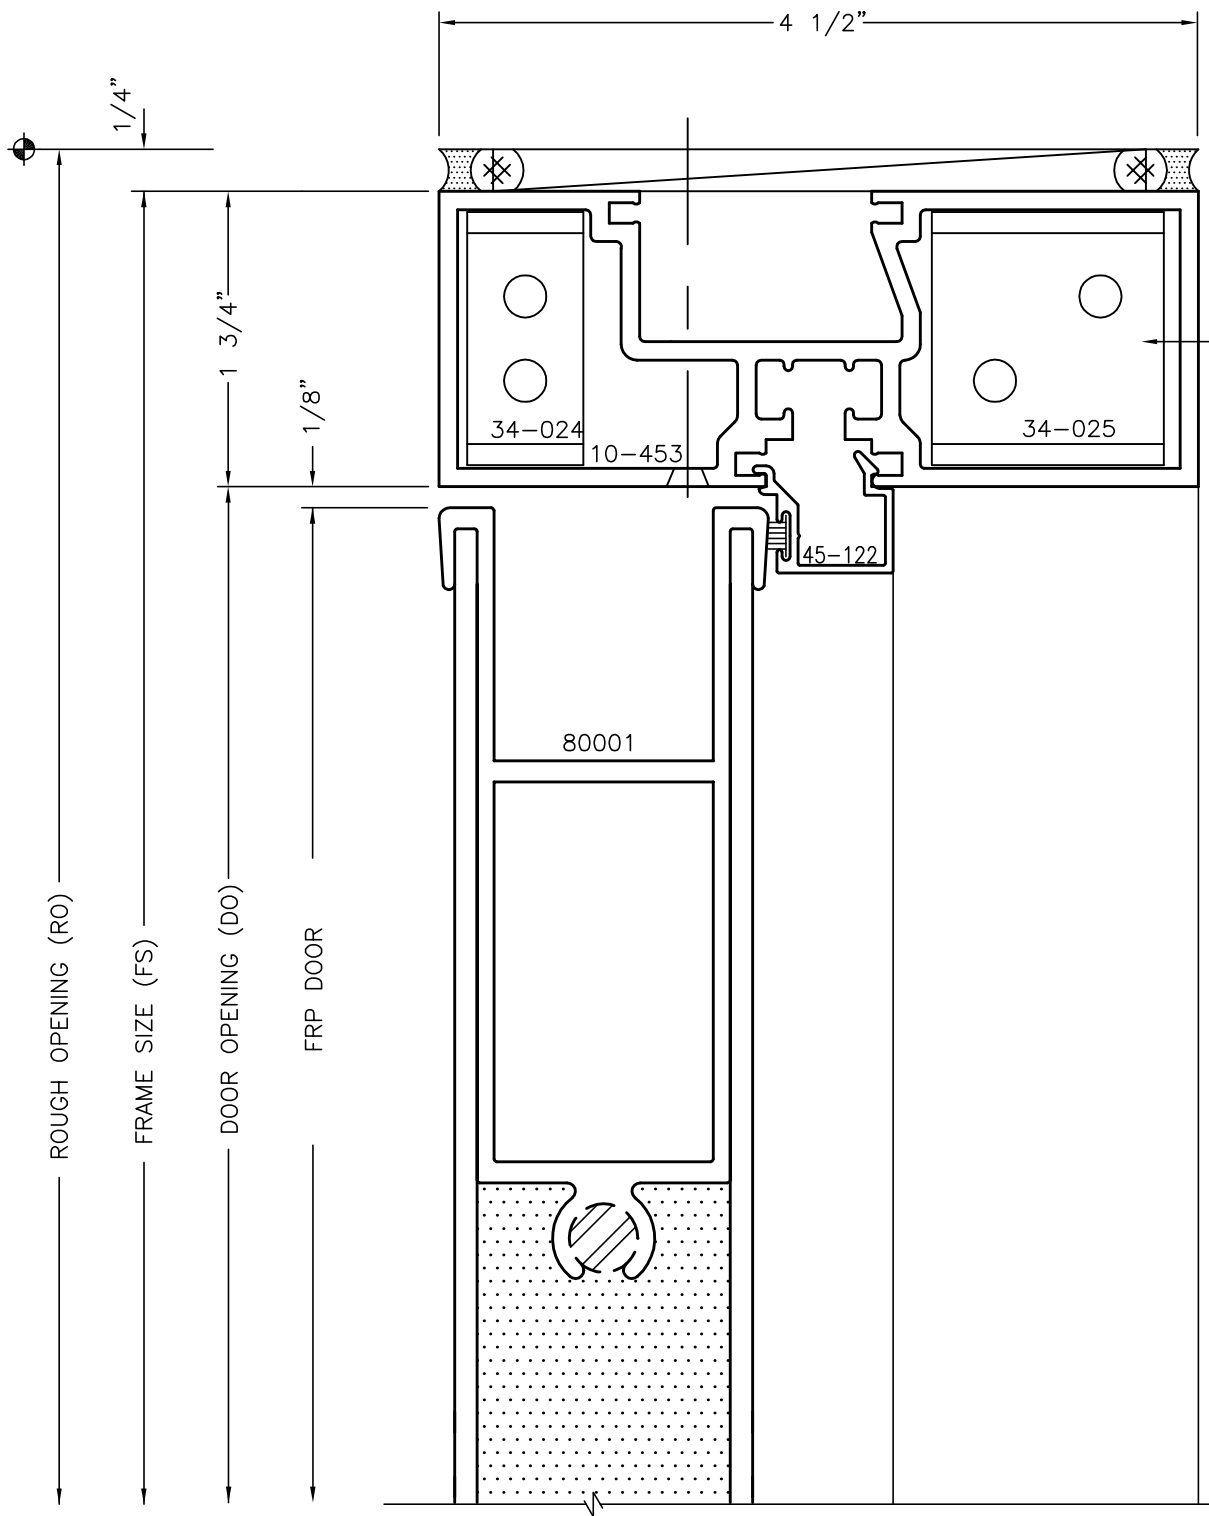 4 1/2”
1/4”
1 3/4”
1/8”
34-024
10-453
34-025
45-122
80001
ROUGH OPENING (RO)
FRAME SIZE (FS)
DOOR OPENING (DO)
FRP DOOR